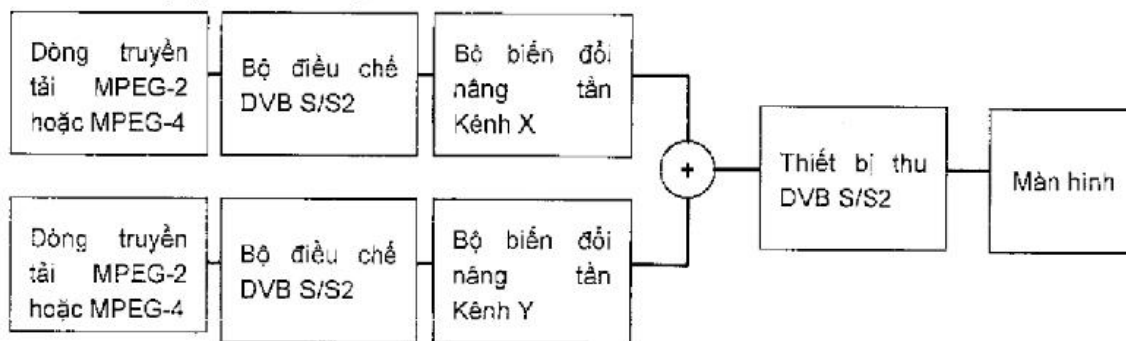 Dòng truyền
tải MPEG-2
hoặc MPEG-4
Bộ điều chế
DVB S/S2
Bộ biến đổi
nâng tần
Kênh X
+
Thiết bị thu
DVB S/S2
Màn hình
Dòng truyền
tải MPEG-2
hoặc MPEG-4
Bộ điều chế
DVB S/S2
Bộ biến đổi
nâng tần
Kênh Y